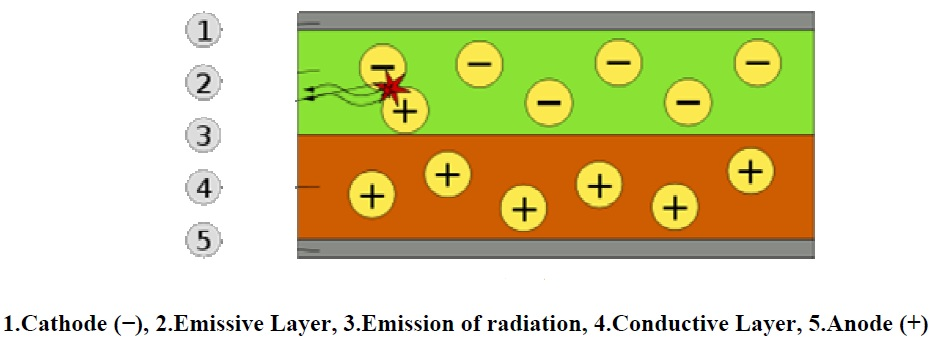 1
2
3
4
5
− − − −
− −
+
+ + + +
+ +
1.Cathode (−), 2.Emissive Layer, 3.Emission of radiation, 4.Conductive Layer, 5.Anode (+)